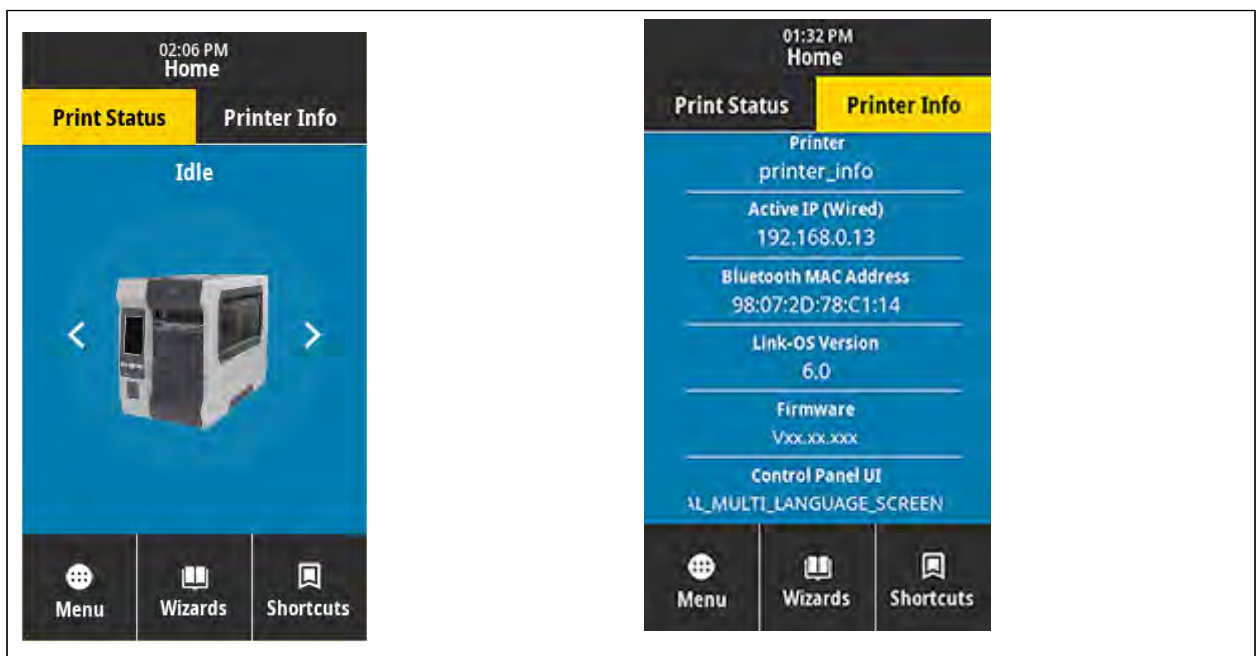 02:06 PM
Home
Print Status Printer Info
Idle
Menu Wizards Shortcuts
01:32 PM
Home
Print Status Printer Info
Printer
printer_info
Active IP (Wired)
192.168.0.13
Bluetooth MAC Address
98:07:2D:78:C1:14
Link-OS Version
6.0
Firmware
Vxx.xx.xxx
Control Panel UI
AL_MULTI_LANGUAGE_SCREEN
Menu Wizards Shortcuts